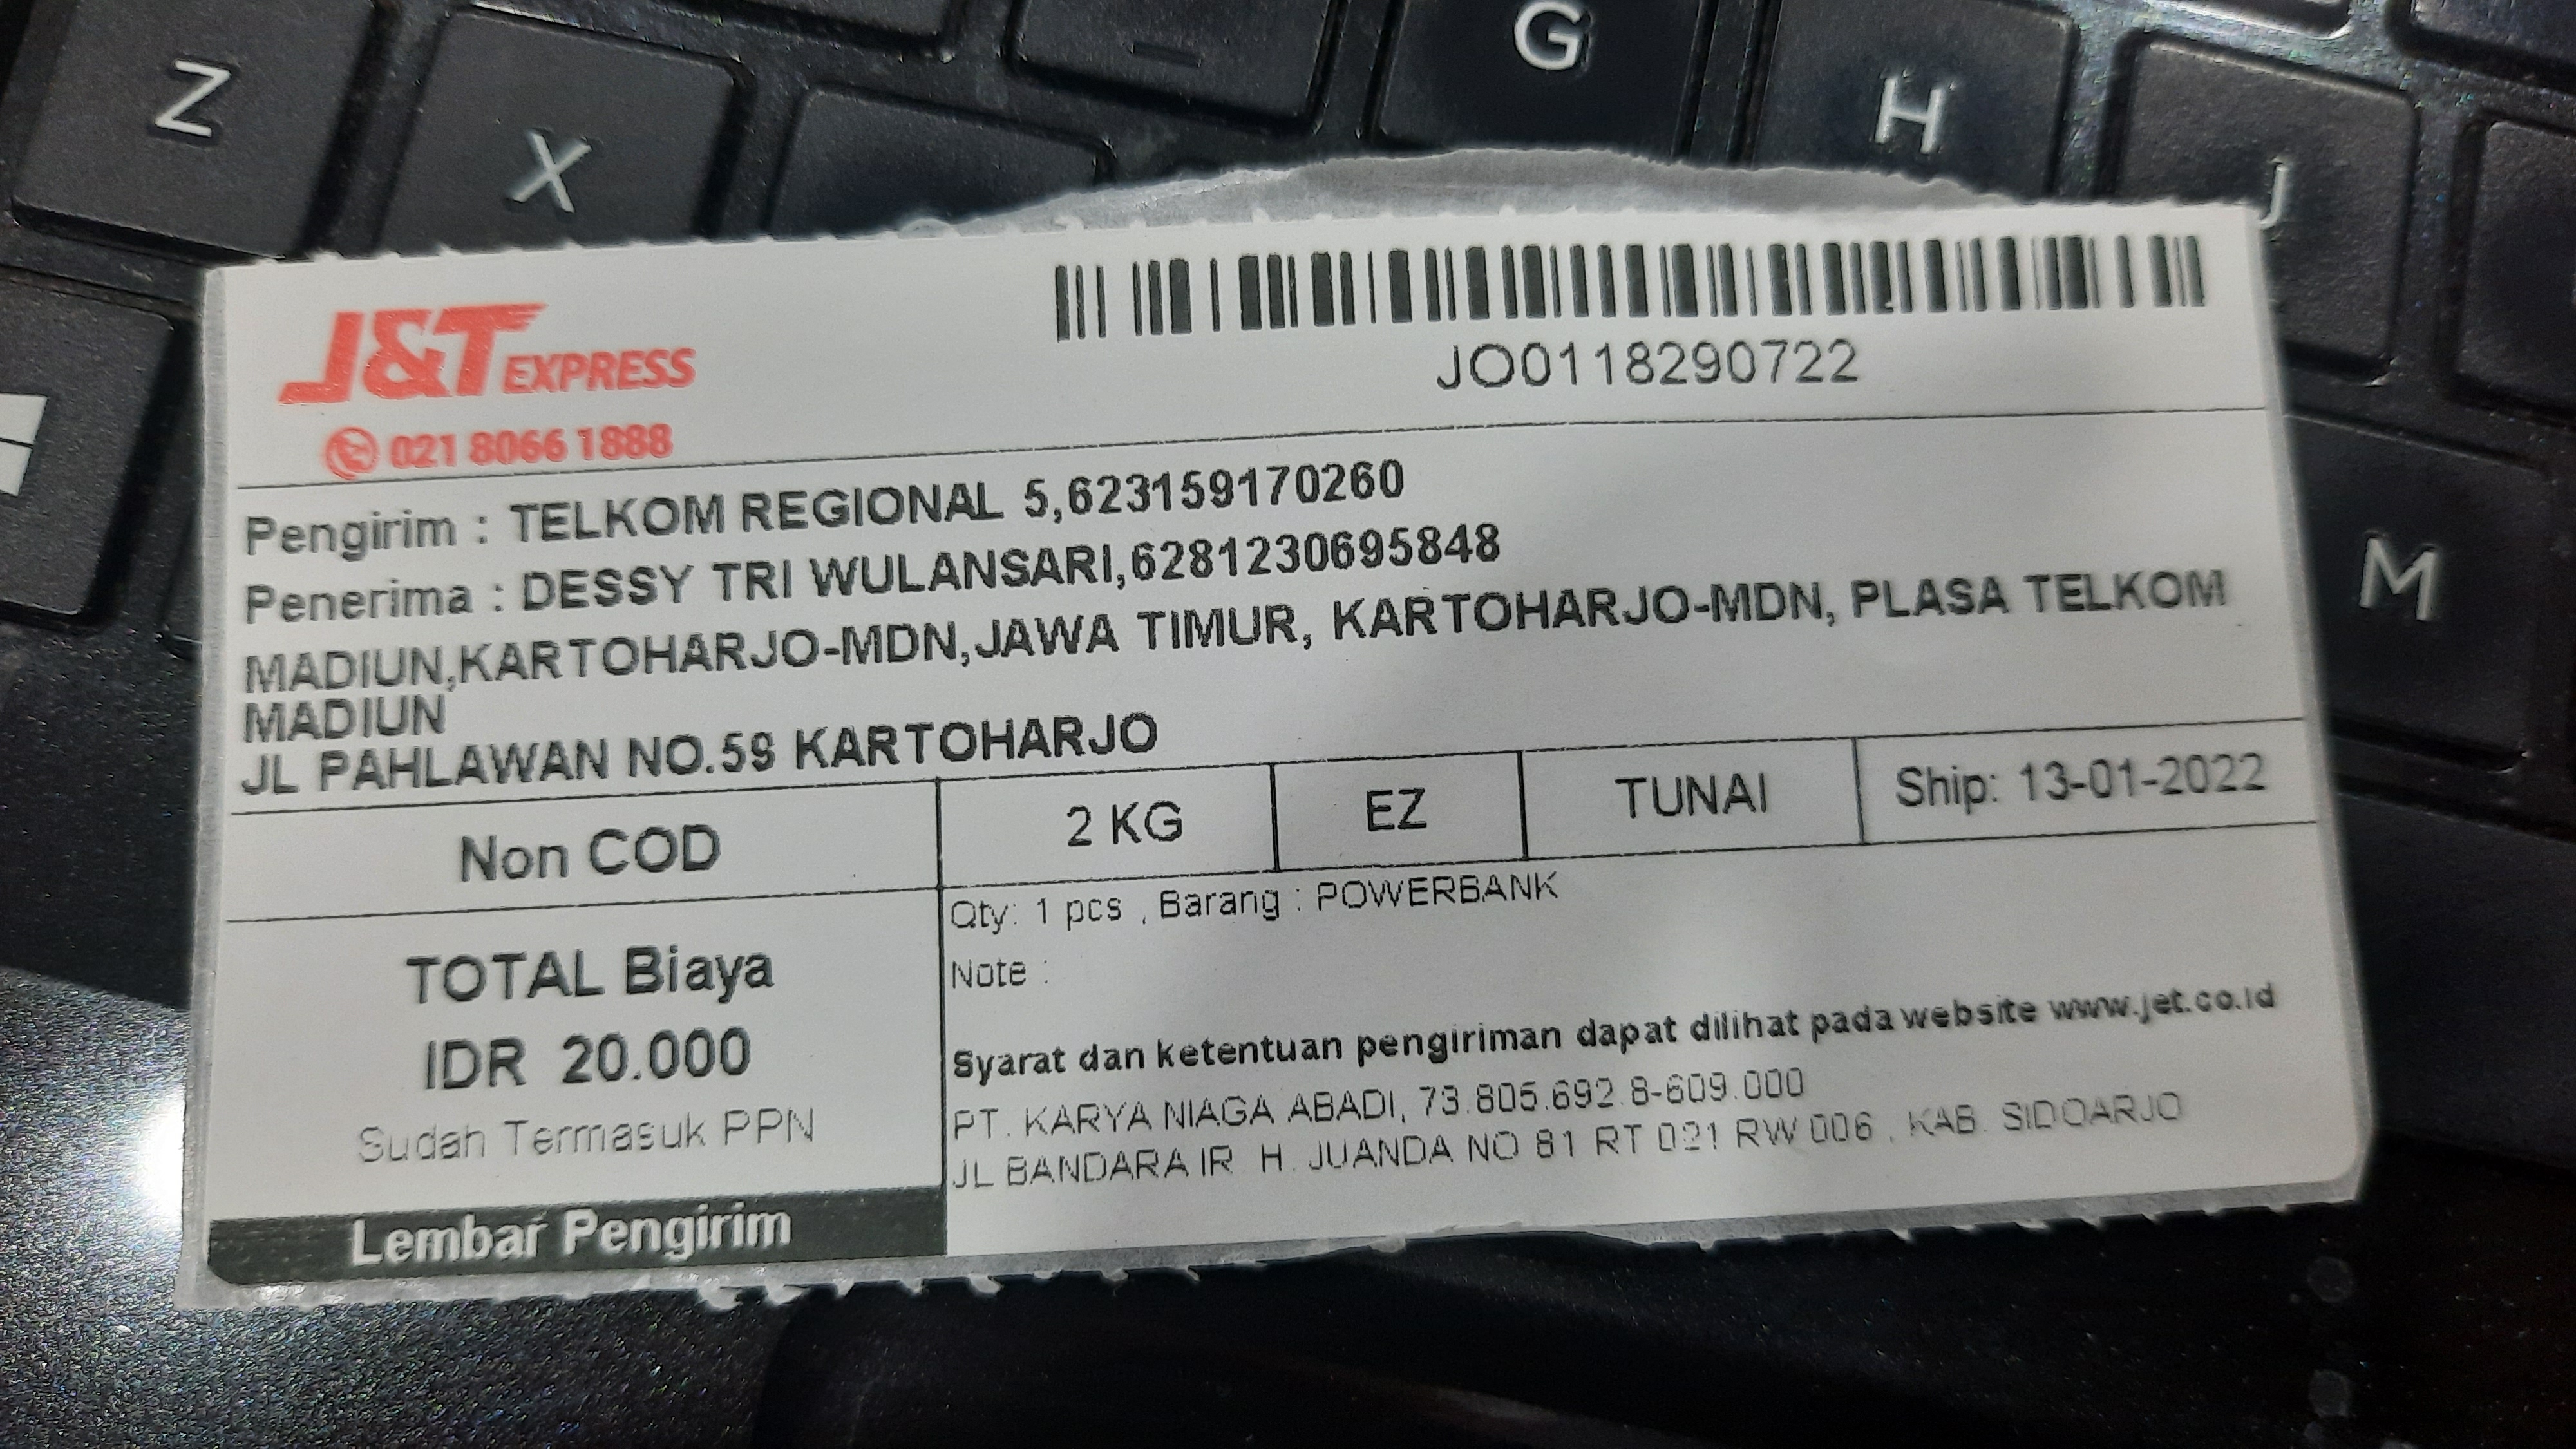 J&T EXPRESS
021 8066 1888
JO0118290722
Pengirim : TELKOM REGIONAL 5,623159170260
Penerima : DESSY TRI WULANSARI,6281230695848
MADIUN,KARTOHARJO-MDN,JAWA TIMUR, KARTOHARJO-MDN, PLASA TELKOM
MADIUN
JL PAHLAWAN NO.59 KARTOHARJO
Non COD
2 KG
EZ
TUNAI
Ship: 13-01-2022
TOTAL Biaya
IDR 20.000
Sudah Termasuk PPN
Lembar Pengirim
Qty: 1 pcs , Barang : POWERBANK
Note :
Syarat dan ketentuan pengiriman dapat dilihat pada website www.jet.co.id
PT. KARYA NIAGA ABADI, 73.805.692.8-609.000
JL BANDARA IR. H. JUANDA NO 81 RT 021 RW 006 , KAB. SIDOARJO
Z
X
G
H
J
M